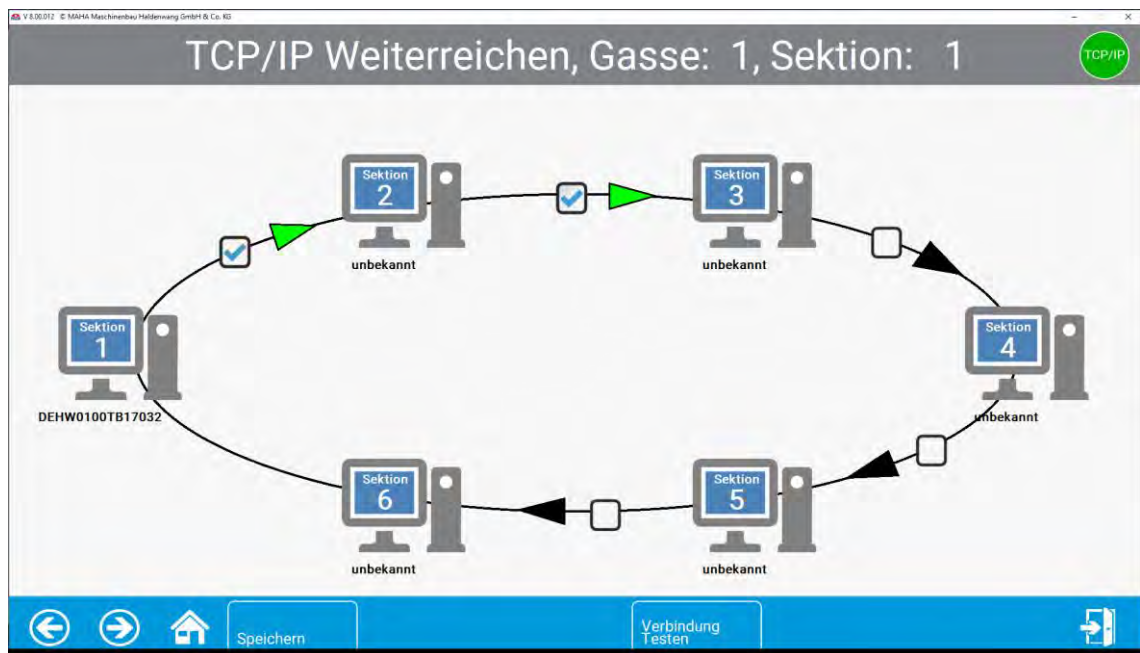 V 8.00.012 © MAHA Maschinenbau Haldenwang GmbH & Co. KG
TCP/IP Weiterreichen, Gasse: 1, Sektion: 1
TCP/IP
Sektion
2
unbekannt
Sektion
3
unbekannt
Sektion
1
DEHW0100TB17032
Sektion
4
unbekannt
Sektion
6
unbekannt
Sektion
5
unbekannt
Speichern
Verbindung
Testen